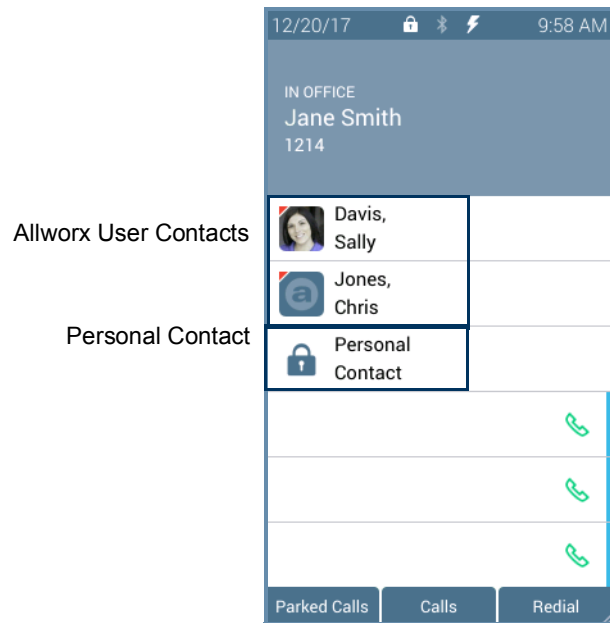 12/20/17 9:58 AM
IN OFFICE
Jane Smith
1214
Allworx User Contacts
Davis,
Sally
a
Jones,
Chris
Personal Contact
Personal
Contact
Parked Calls Calls Redial